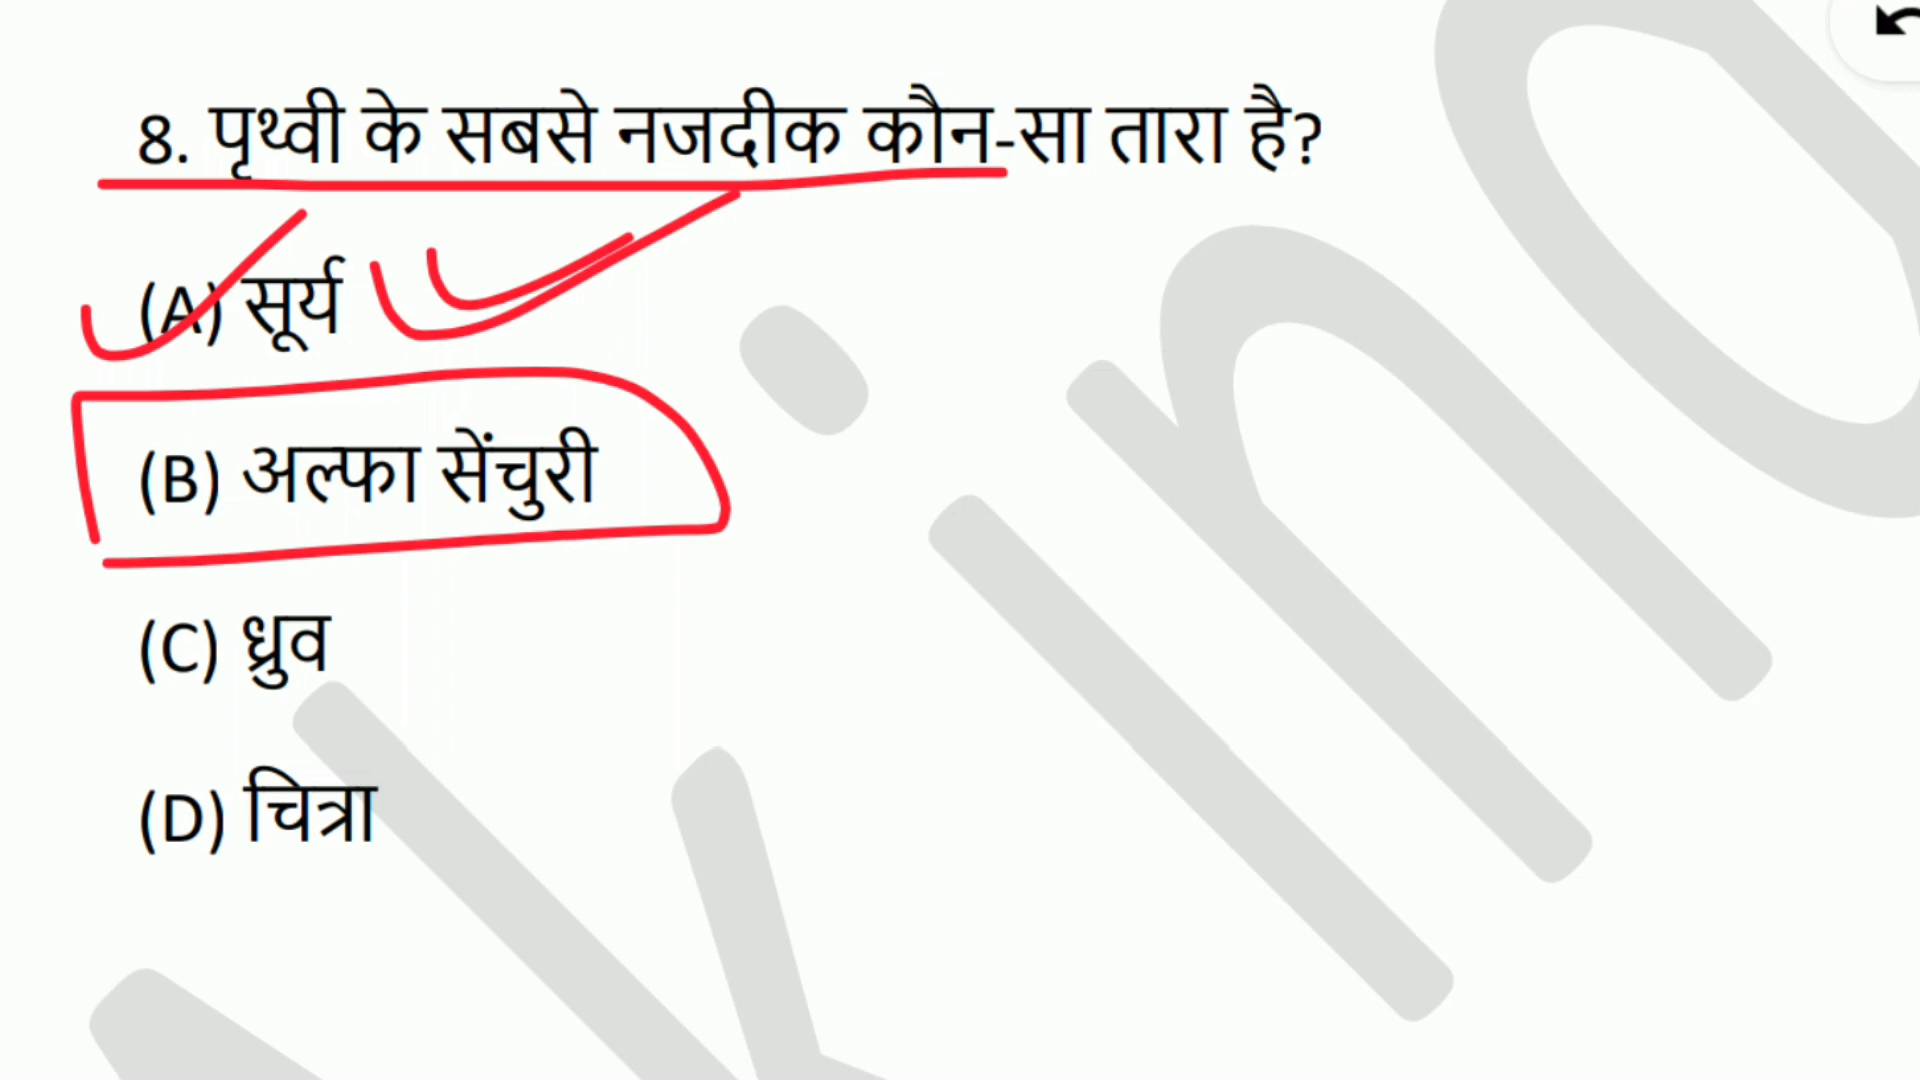 8. पृथ्वी के सबसे नजदीक कौन-सा तारा है?
(A) सूर्य
(B) अल्फा सेंचुरी
(C) ध्रुव
(D) चित्रा